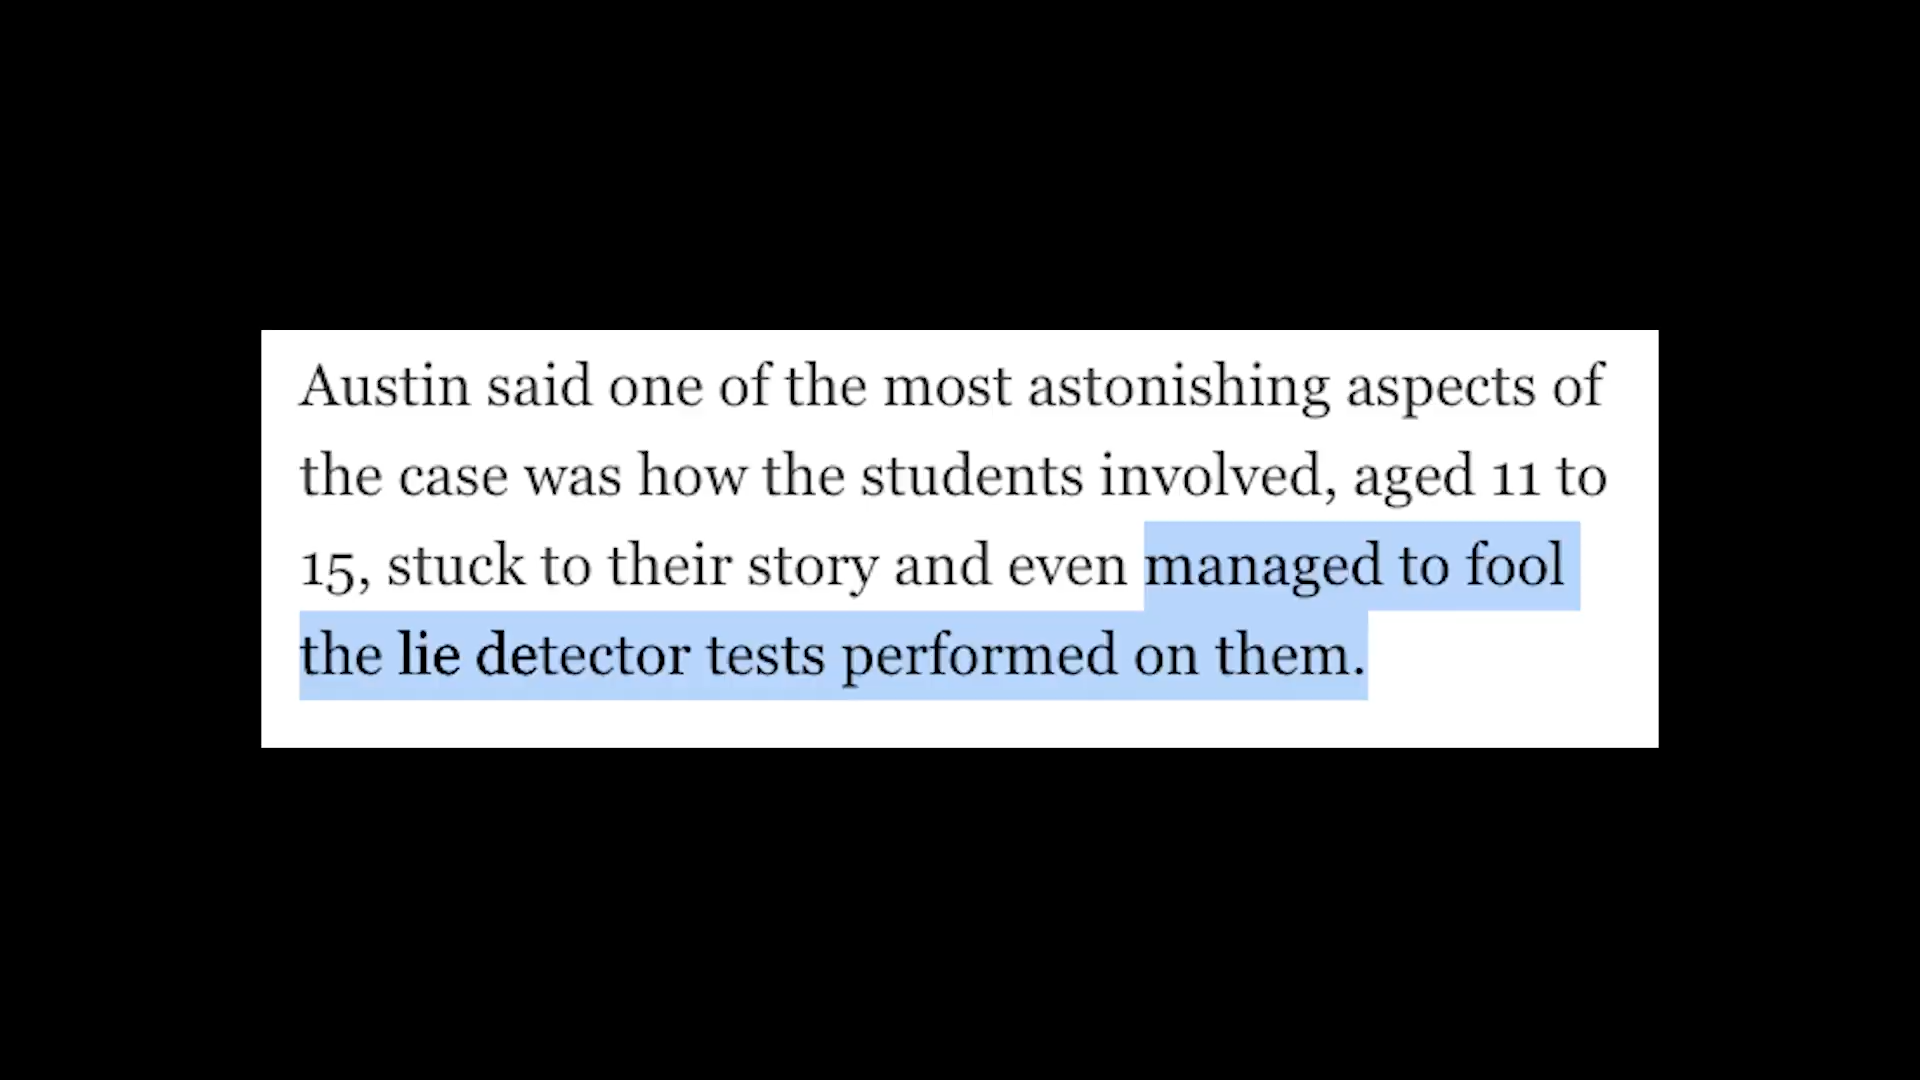 Austin said one of the most astonishing aspects of
the case was how the students involved, aged 11 to
15, stuck to their story and even managed to fool
the lie detector tests performed on them.